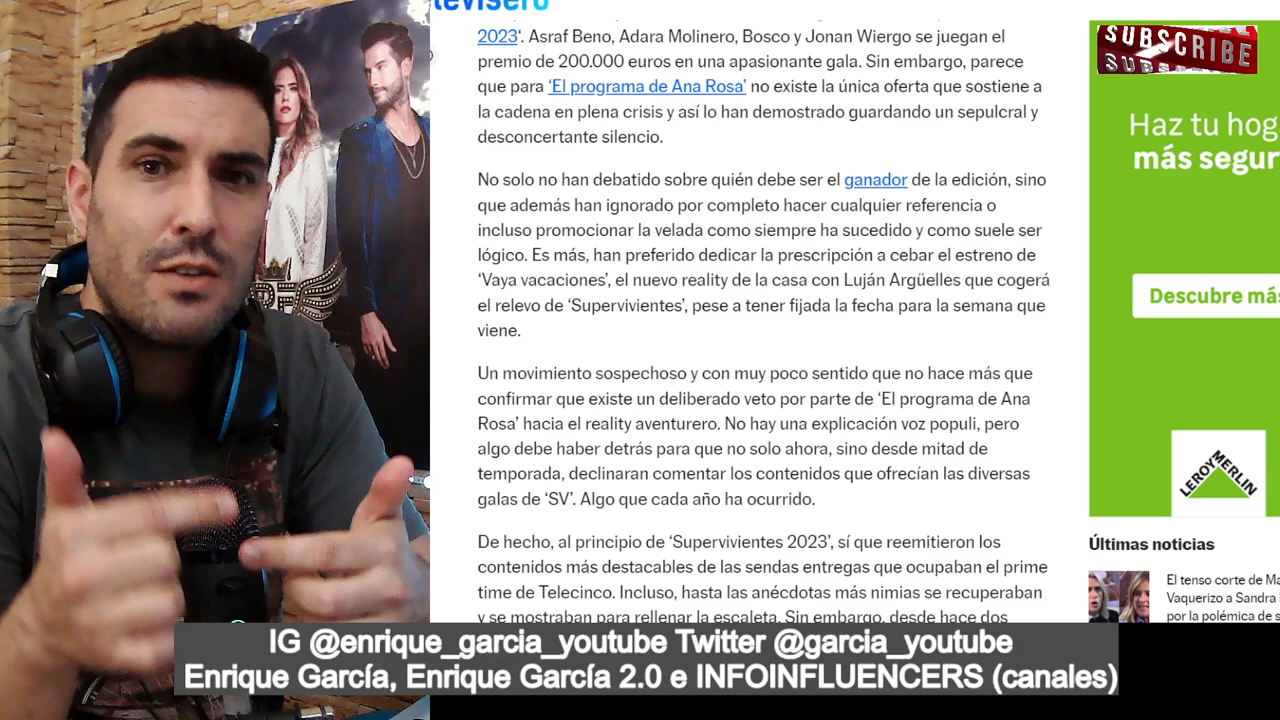 televisero
2023'. Asraf Beno, Adara Molinero, Bosco y Jonan Wiergo se juegan el
premio de 200.000 euros en una apasionante gala. Sin embargo, parece
que para 'El programa de Ana Rosa' no existe la única oferta que sostiene a
la cadena en plena crisis y así lo han demostrado guardando un sepulcral y
desconcertante silencio.
No solo no han debatido sobre quién debe ser el ganador de la edición, sino
que además han ignorado por completo hacer cualquier referencia o
incluso promocionar la velada como siempre ha sucedido y como suele ser
lógico. Es más, han preferido dedicar la prescripción a cebar el estreno de
'Vaya vacaciones', el nuevo reality de la casa con Luján Argüelles que cogerá
el relevo de 'Supervivientes', pese a tener fijada la fecha para la semana que
viene.
Un movimiento sospechoso y con muy poco sentido que no hace más que
confirmar que existe un deliberado veto por parte de 'El programa de Ana
Rosa' hacia el reality aventurero. No hay una explicación voz populi, pero
algo debe haber detrás para que no solo ahora, sino desde mitad de
temporada, declinaran comentar los contenidos que ofrecían las diversas
galas de 'SV'. Algo que cada año ha ocurrido.
De hecho, al principio de 'Supervivientes 2023', sí que reemitieron los
contenidos más destacables de las sendas entregas que ocupaban el prime
time de Telecinco. Incluso, hasta las anécdotas más nimias se recuperaban
y se mostraban para rellenar la escaleta. Sin embargo, desde hace dos
SUBSCRIBE
Haz tu hog
más segur
Descubre más
LEROY MERLIN
Últimas noticias
El tenso corte de Ma
Vaquerizo a Sandra
por la polémica de s
IG @enrique_garcia_youtube Twitter @garcia_youtube
Enrique García, Enrique García 2.0 e INFOINFLUENCERS (canales)